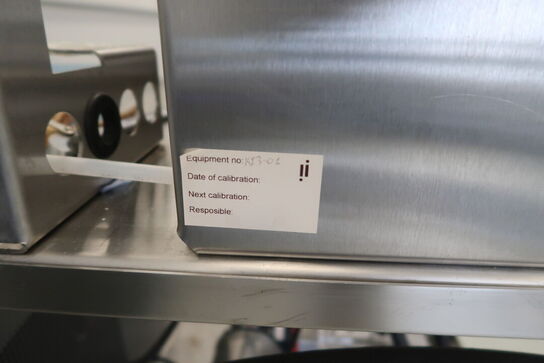 Equipment no:
Date of calibration:
Next calibration:
Resposible: